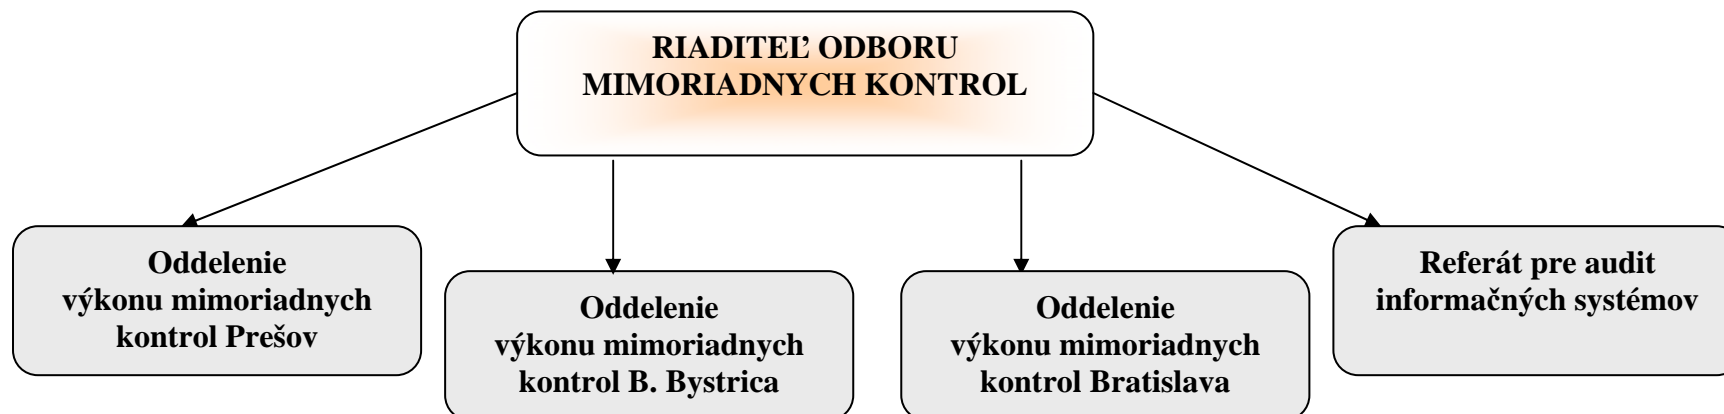 RIADITEĽ ODBORU
MIMORIADNYCH KONTROL
Oddelenie
výkonu mimoriadnych
kontrol Prešov
Oddelenie
výkonu mimoriadnych
kontrol B. Bystrica
Oddelenie
výkonu mimoriadnych
kontrol Bratislava
Referát pre audit
informačných systémov